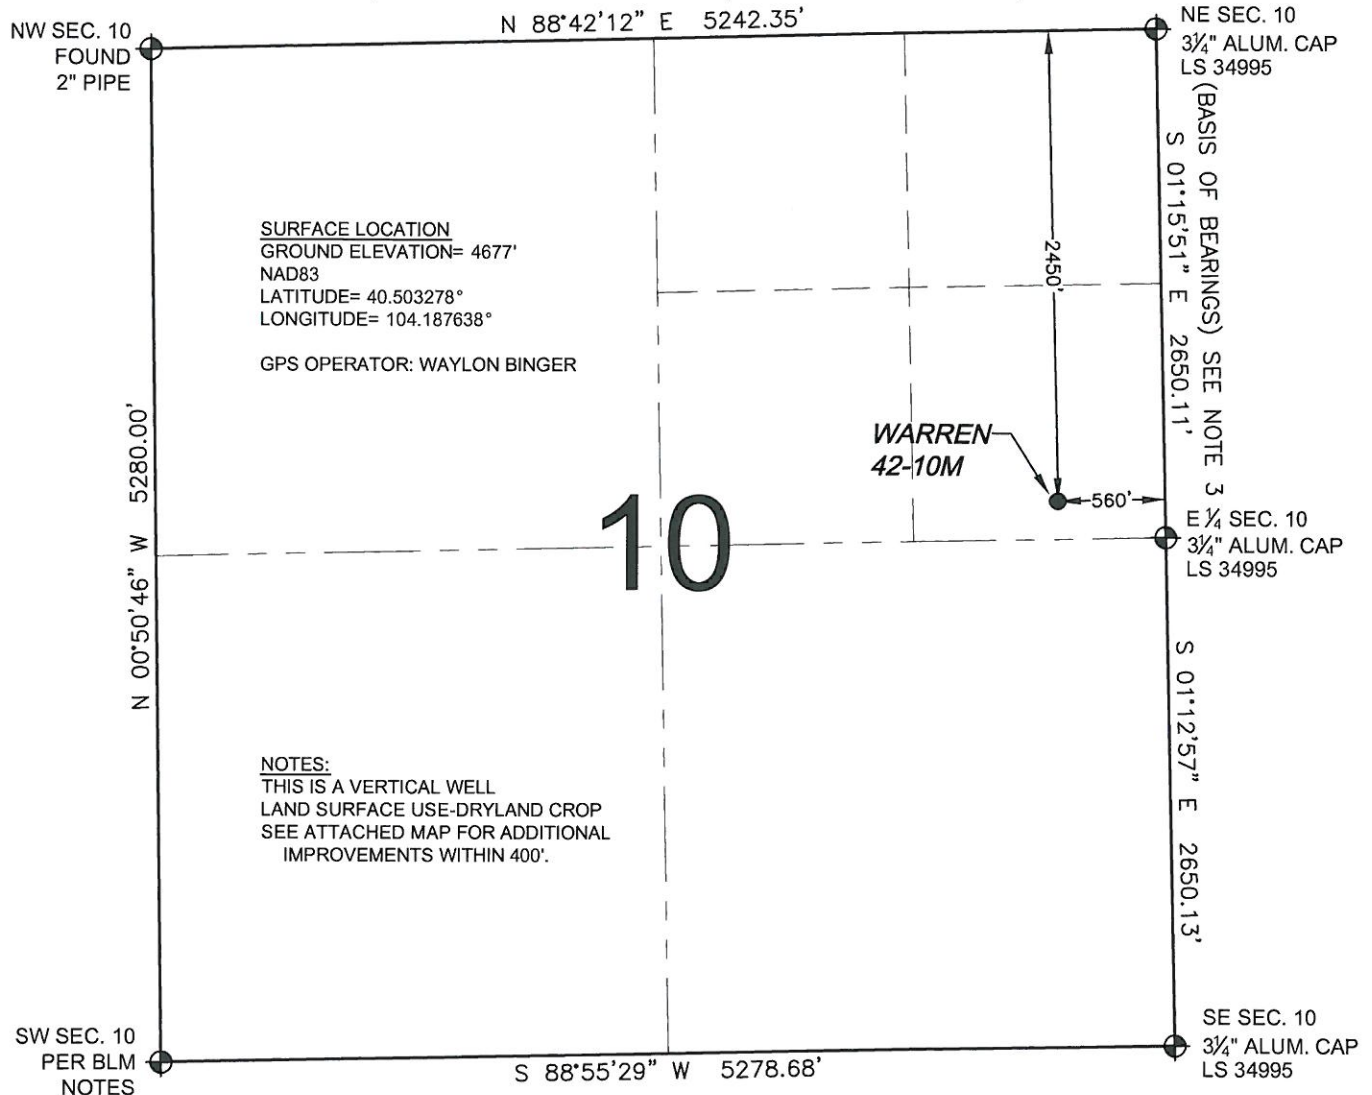 N 88°42'12" E 5242.35'
NW SEC. 10
FOUND
2" PIPE
NE SEC. 10
3¼" ALUM. CAP
LS 34995
(BASIS OF BEARINGS) SEE NOTE 3
S 01°15'51" E 2650.11'
SURFACE LOCATION
GROUND ELEVATION= 4677'
NAD83
LATITUDE= 40.503278°
LONGITUDE= 104.187638°
GPS OPERATOR: WAYLON BINGER
2450'
N 00°50'46" W 5280.00'
WARREN
42-10M
560'
10
E ¼ SEC. 10
3¼" ALUM. CAP
LS 34995
S 01°12'57" E 2650.13'
NOTES:
THIS IS A VERTICAL WELL
LAND SURFACE USE-DRYLAND CROP
SEE ATTACHED MAP FOR ADDITIONAL
IMPROVEMENTS WITHIN 400'.
SW SEC. 10
PER BLM
NOTES
S 88°55'29" W 5278.68'
SE SEC. 10
3¼" ALUM. CAP
LS 34995